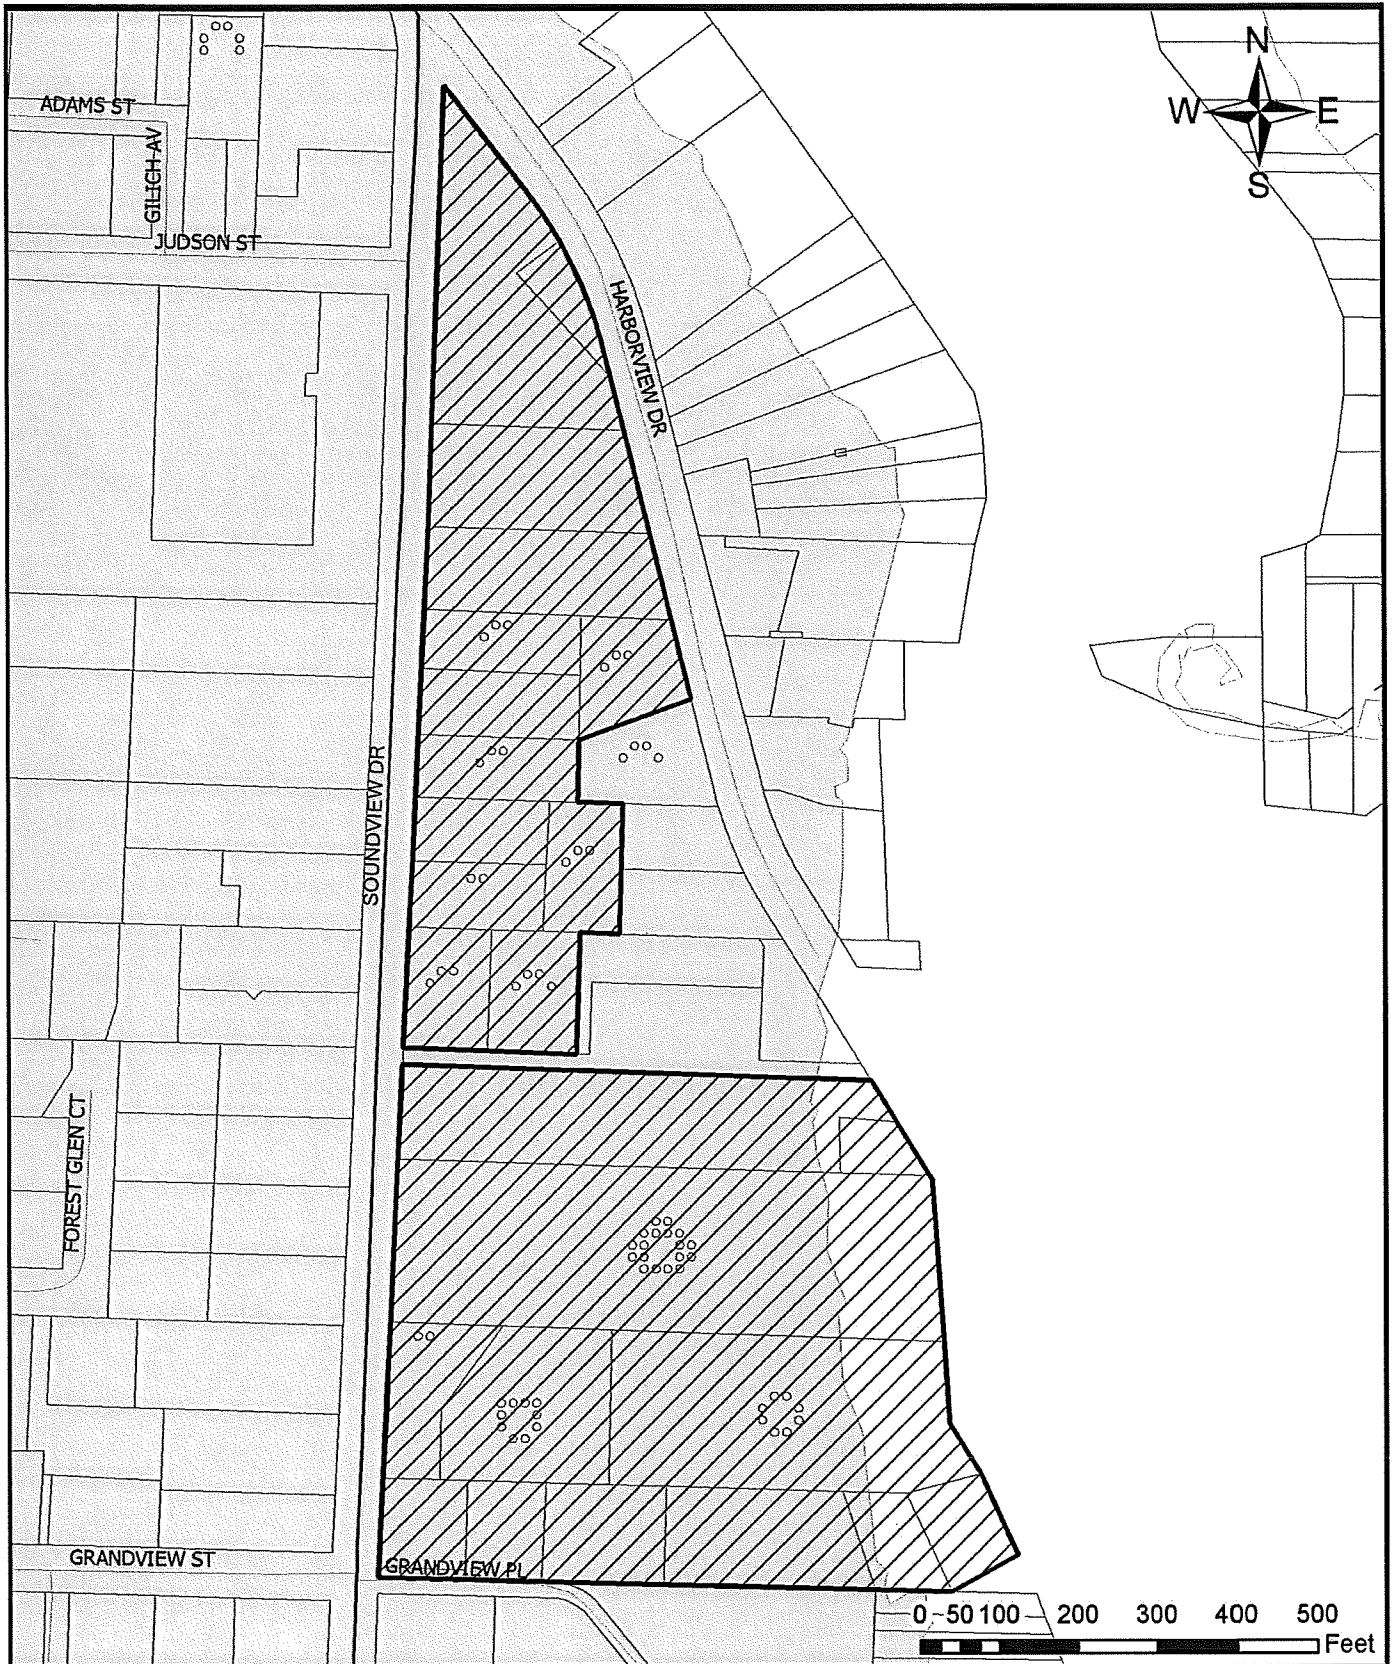 N
ADAMS ST
W E
GILICH AV
S
JUDSON ST
HARBORVIEW DR
SOUNDVIEW DR
FOREST GLEN CT
GRANDVIEW ST
GRANDVIEW PL
0 50 100 200 300 400 500
Feet